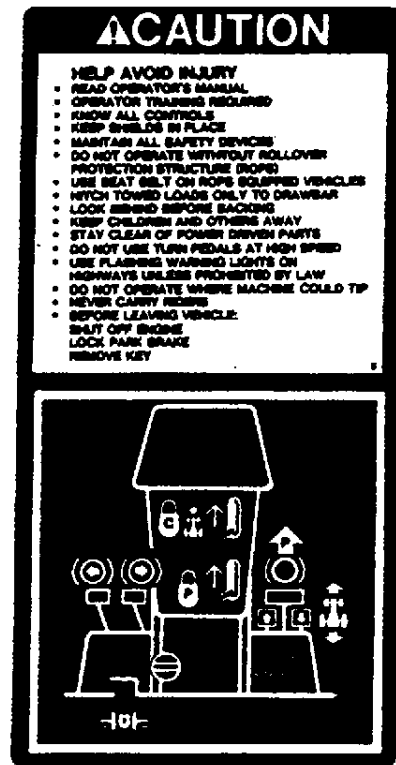 CAUTION
HELP AVOID INJURY
• READ OPERATOR'S MANUAL
• OPERATOR TRAINING REQUIRED
• KNOW ALL CONTROLS
• KEEP SHIELDS IN PLACE
• MAINTAIN ALL SAFETY DEVICES
• DO NOT OPERATE WITHOUT ROLLOVER
PROTECTION STRUCTURE (ROPS)
• USE SEAT BELT ON ROPS EQUIPPED VEHICLES
• HITCH TOWED LOADS ONLY TO DRAWBAR
• LOOK BEHIND BEFORE BACKING
• KEEP CHILDREN AND OTHERS AWAY
• STAY CLEAR OF POWER DRIVEN PARTS
• DO NOT USE TURN PEDALS AT HIGH SPEED
• USE FLASHING WARNING LIGHTS ON
HIGHWAYS UNLESS PROHIBITED BY LAW
• DO NOT OPERATE WHERE MACHINE COULD TIP
• NEVER CARRY RIDERS
• BEFORE LEAVING VEHICLE:
SHUT OFF ENGINE
LOCK PARK BRAKE
REMOVE KEY
C
P
P